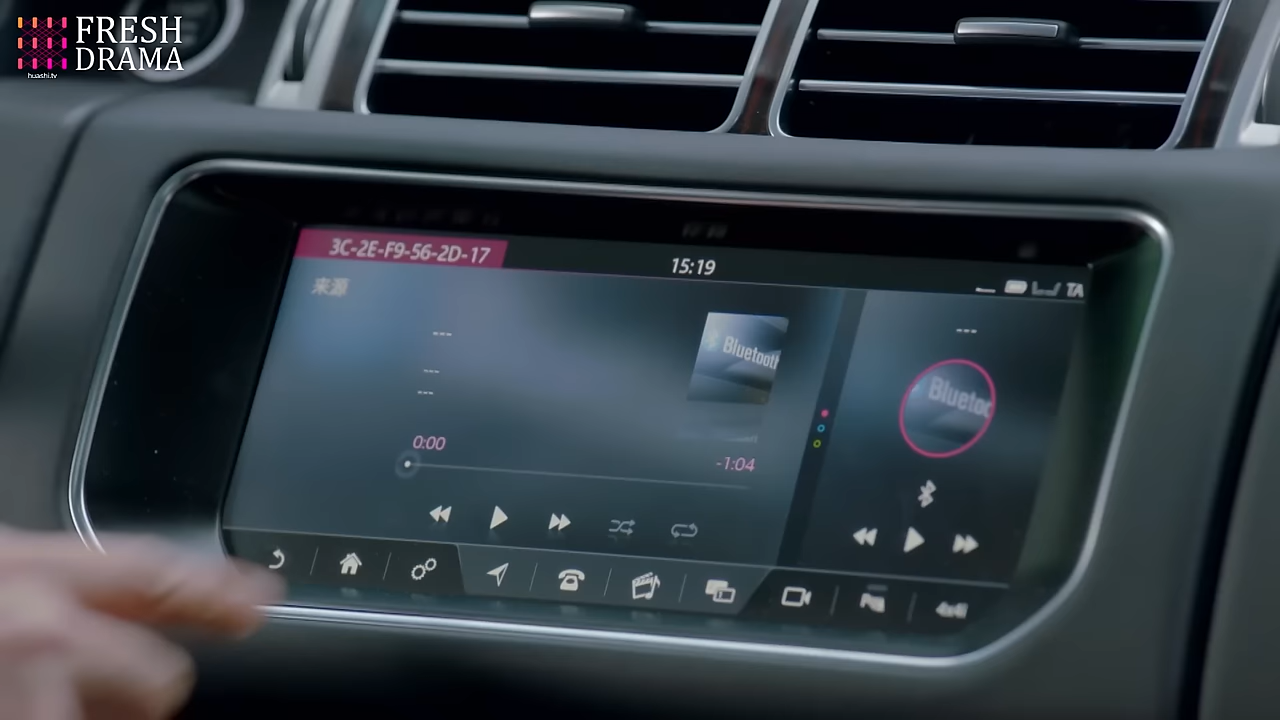 FRESH
DRAMA
huashi.tv
3C-2E-F9-56-2D-17
15:19
TA
来源
---
---
---
---
Bluetooth
Bluetoo
0:00
-1:04